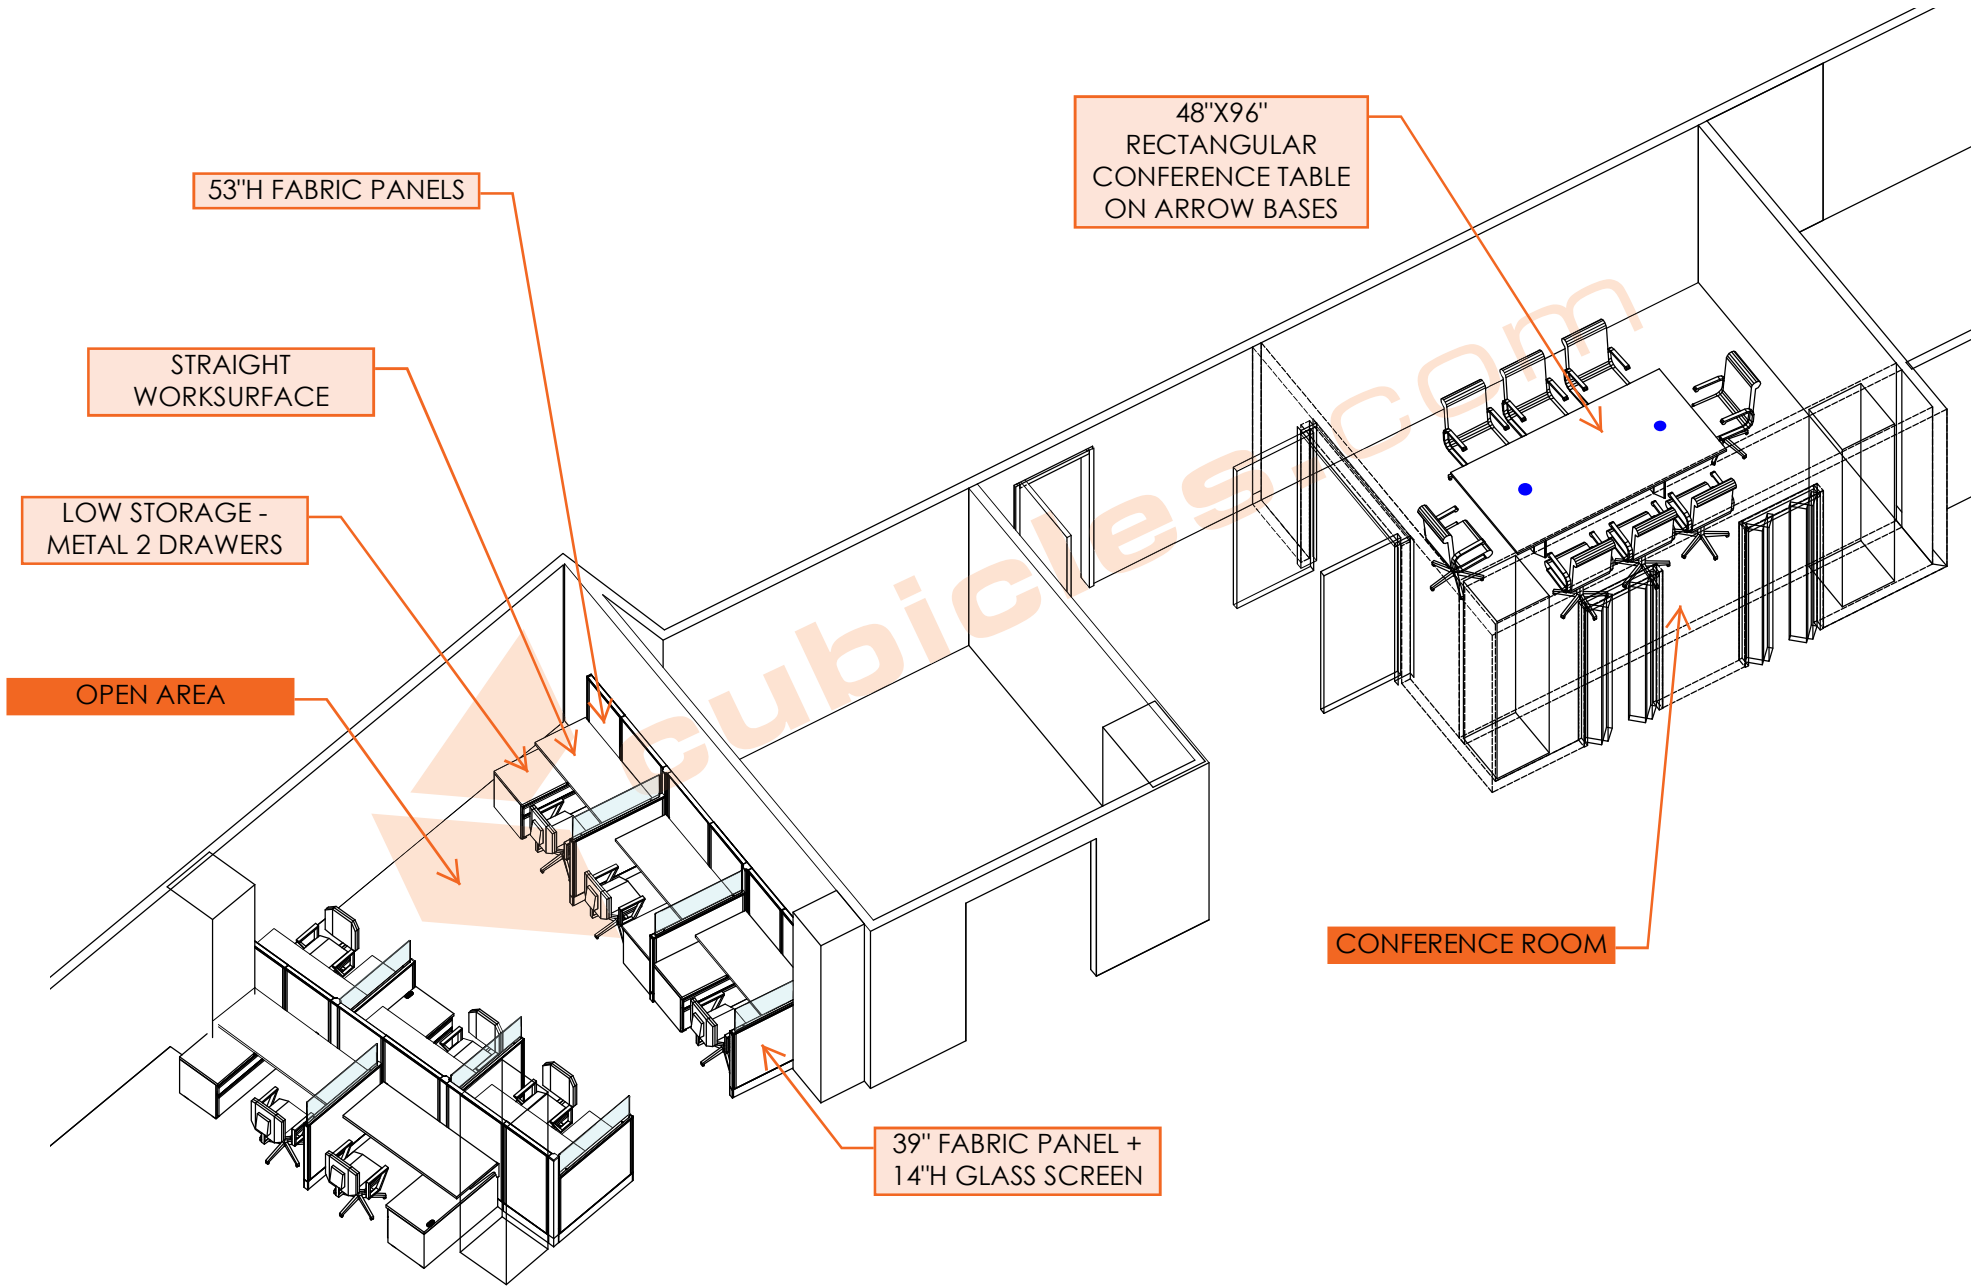 48"X96"
RECTANGULAR
CONFERENCE TABLE
ON ARROW BASES
53"H FABRIC PANELS
STRAIGHT
WORKSURFACE
LOW STORAGE -
METAL 2 DRAWERS
OPEN AREA
cubicles.com
CONFERENCE ROOM
39" FABRIC PANEL +
14"H GLASS SCREEN